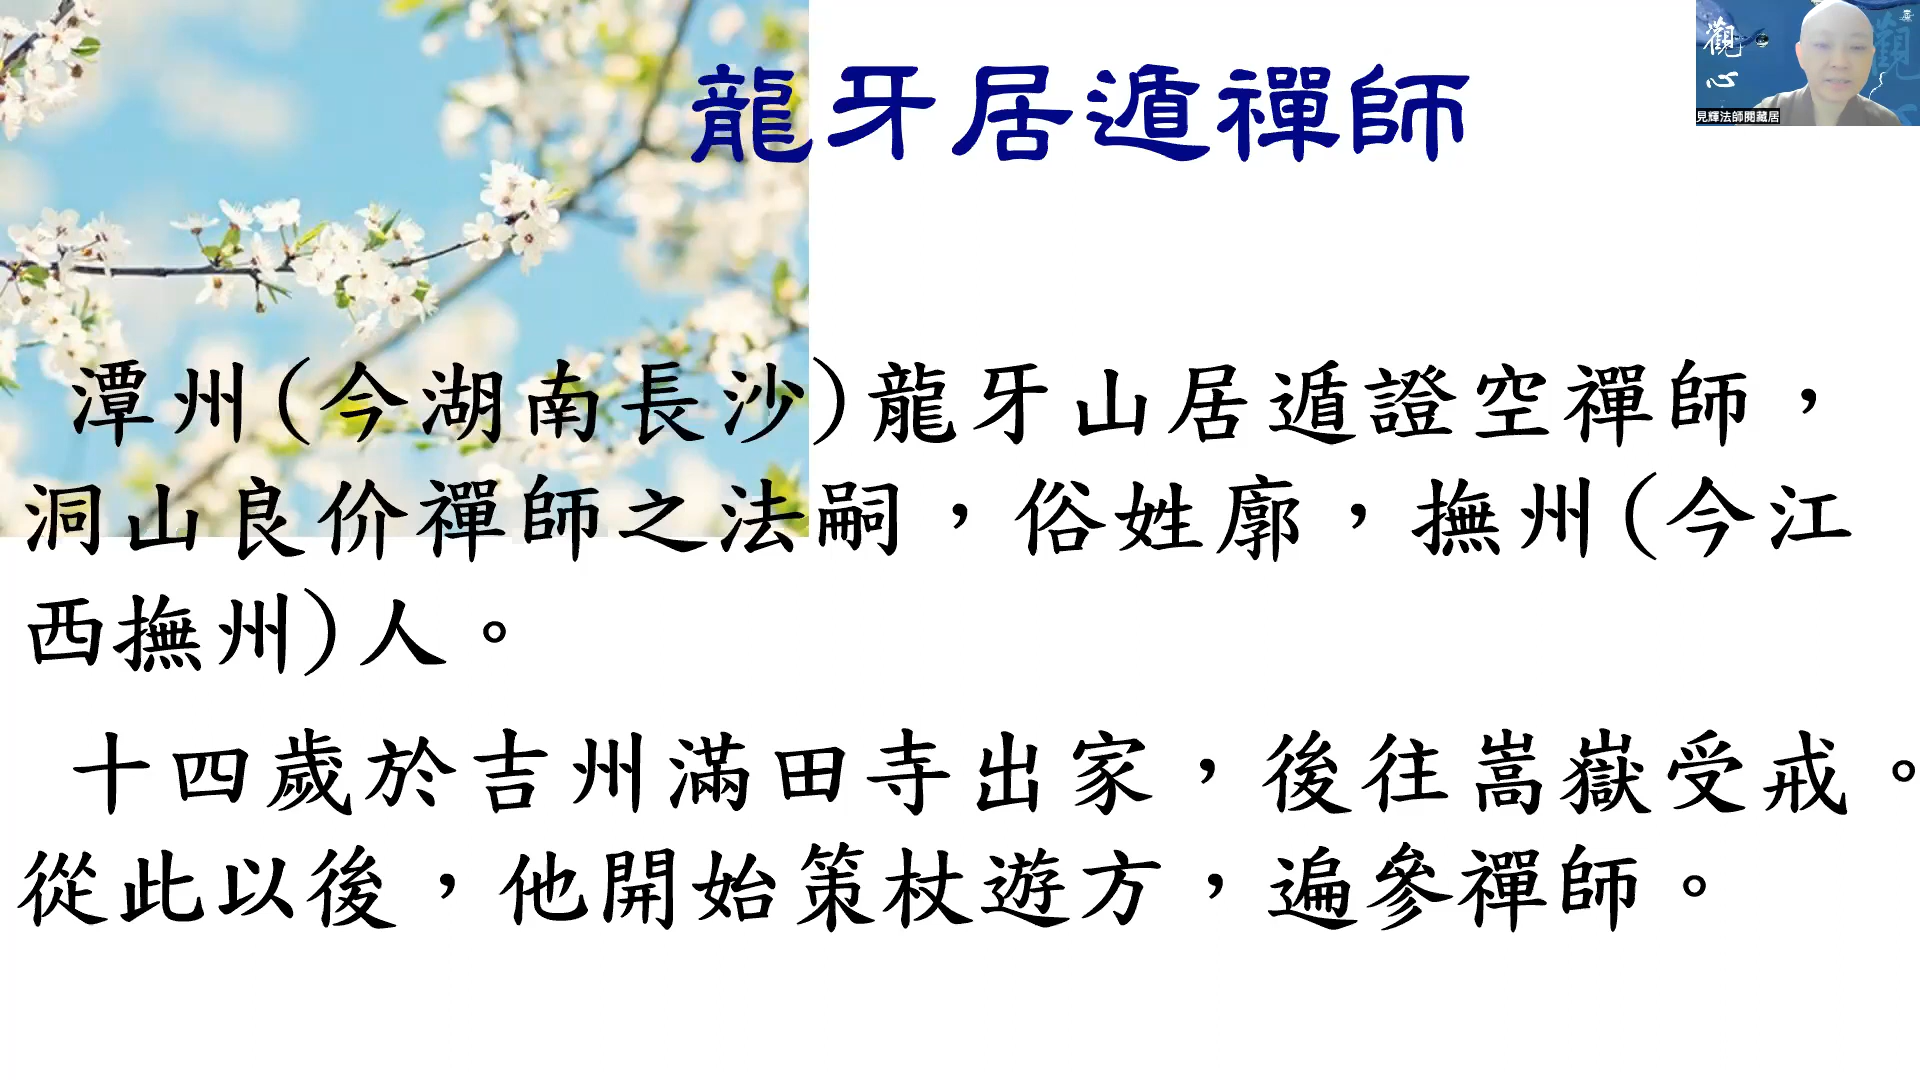 龍牙居遁禪師
觀心
見輝法師閱藏居
潭州(今湖南長沙)龍牙山居遁證空禪師，
洞山良价禪師之法嗣，俗姓廓，撫州(今江
西撫州)人。
十四歲於吉州滿田寺出家，後往嵩嶽受戒。
從此以後，他開始策杖遊方，遍參禪師。